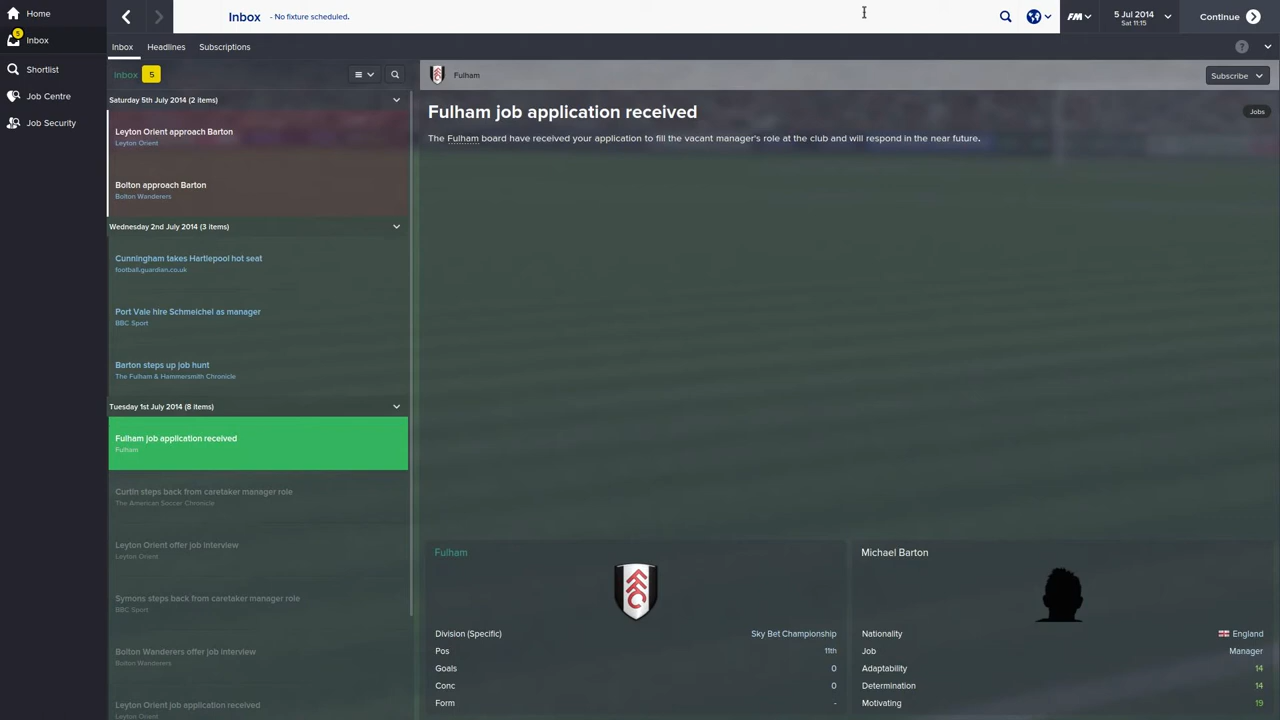 Home
5
Inbox
Shortlist
Job Centre
Job Security
Inbox - No fixture scheduled.
FM
5 Jul 2014
Sat 11:15
Continue
Inbox Headlines Subscriptions
?
Inbox 5
Saturday 5th July 2014 (2 items)
Leyton Orient approach Barton
Leyton Orient
Bolton approach Barton
Bolton Wanderers
Wednesday 2nd July 2014 (3 items)
Cunningham takes Hartlepool hot seat
football.guardian.co.uk
Port Vale hire Schmeichel as manager
BBC Sport
Barton steps up job hunt
The Fulham & Hammersmith Chronicle
Tuesday 1st July 2014 (8 items)
Fulham job application received
Fulham
Curtin steps back from caretaker manager role
The American Soccer Chronicle
Leyton Orient offer job interview
Leyton Orient
Symons steps back from caretaker manager role
BBC Sport
Bolton Wanderers offer job interview
Bolton Wanderers
Leyton Orient job application received
Leyton Orient
Fulham
Subscribe
Fulham job application received
Jobs
The Fulham board have received your application to fill the vacant manager's role at the club and will respond in the near future.
Fulham
FFC
Division (Specific) Sky Bet Championship
Pos 11th
Goals 0
Conc 0
Form -
Michael Barton
Nationality England
Job Manager
Adaptability 14
Determination 14
Motivating 19